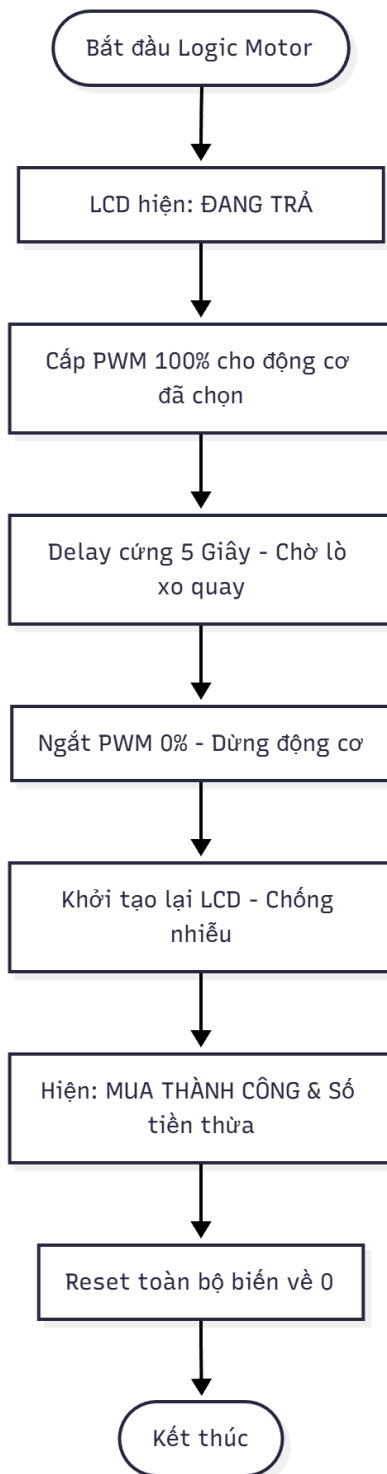 Bắt đầu Logic Motor
LCD hiện: ĐANG TRẢ
Cấp PWM 100% cho động cơ
đã chọn
Delay cứng 5 Giây - Chờ lò
xo quay
Ngắt PWM 0% - Dừng động cơ
Khởi tạo lại LCD - Chống
nhiễu
Hiện: MUA THÀNH CÔNG & Số
tiền thừa
Reset toàn bộ biến về 0
Kết thúc